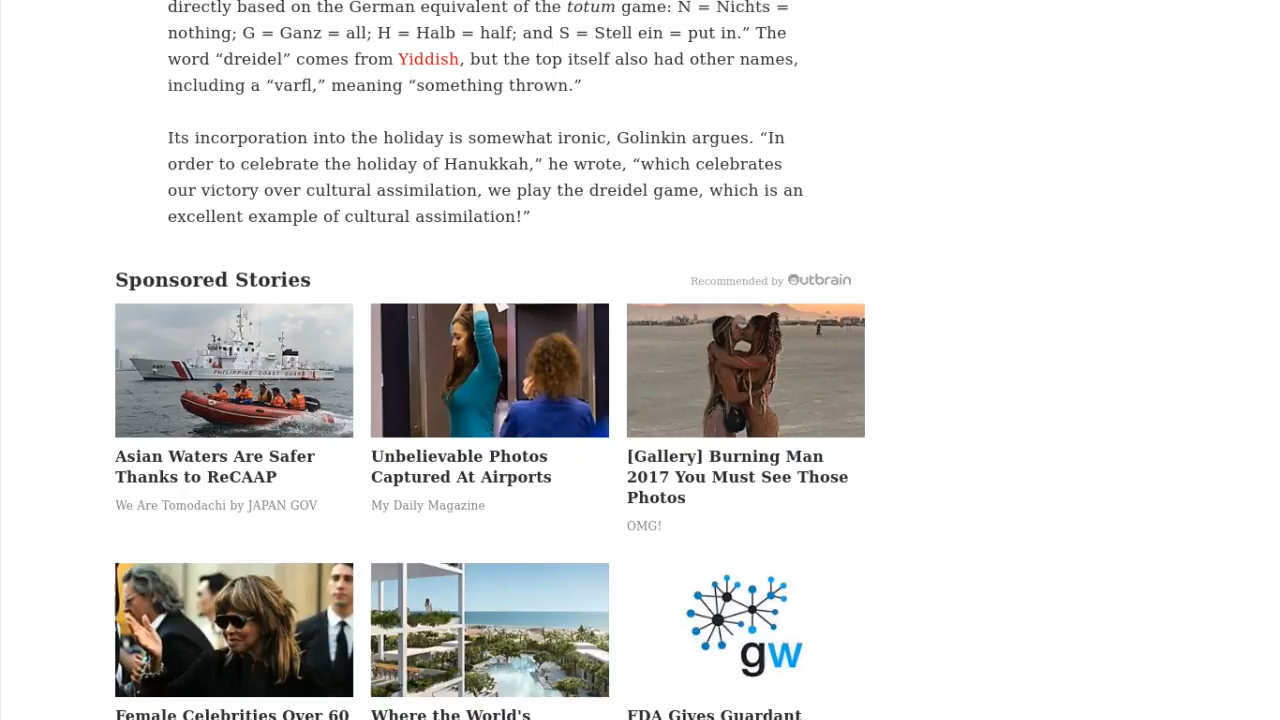 directly based on the German equivalent of the totum game: N = Nichts =
nothing; G = Ganz = all; H = Halb = half; and S = Stell ein = put in.” The
word “dreidel” comes from Yiddish, but the top itself also had other names,
including a “varfl,” meaning “something thrown.”
Its incorporation into the holiday is somewhat ironic, Golinkin argues. “In
order to celebrate the holiday of Hanukkah,” he wrote, “which celebrates
our victory over cultural assimilation, we play the dreidel game, which is an
excellent example of cultural assimilation!”
Sponsored Stories
Recommended by Outbrain
PHILIPPINE COAST GUARD
Asian Waters Are Safer
Thanks to ReCAAP
We Are Tomodachi by JAPAN GOV
Unbelievable Photos
Captured At Airports
My Daily Magazine
[Gallery] Burning Man
2017 You Must See Those
Photos
OMG!
gw
Female Celebrities Over 60
Where the World's
FDA Gives Guardant